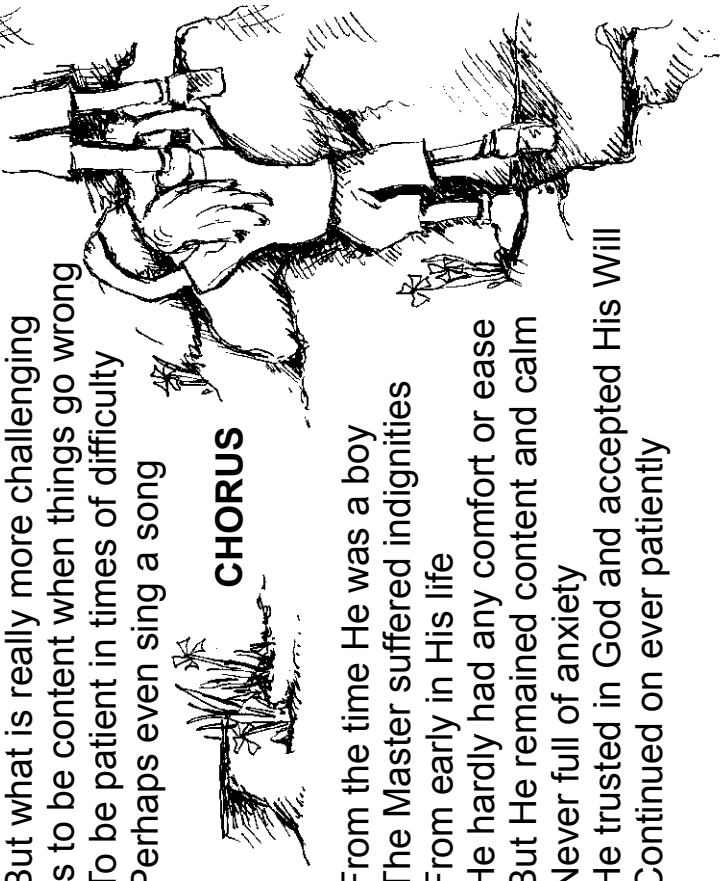 But what is really more challenging
s to be content when things go wrong
To be patient in times of difficulty
Perhaps even sing a song
CHORUS
From the time He was a boy
The Master suffered indignities
From early in His life
He hardly had any comfort or ease
But He remained content and calm
Never full of anxiety
He trusted in God and accepted His Will
Continued on ever patiently